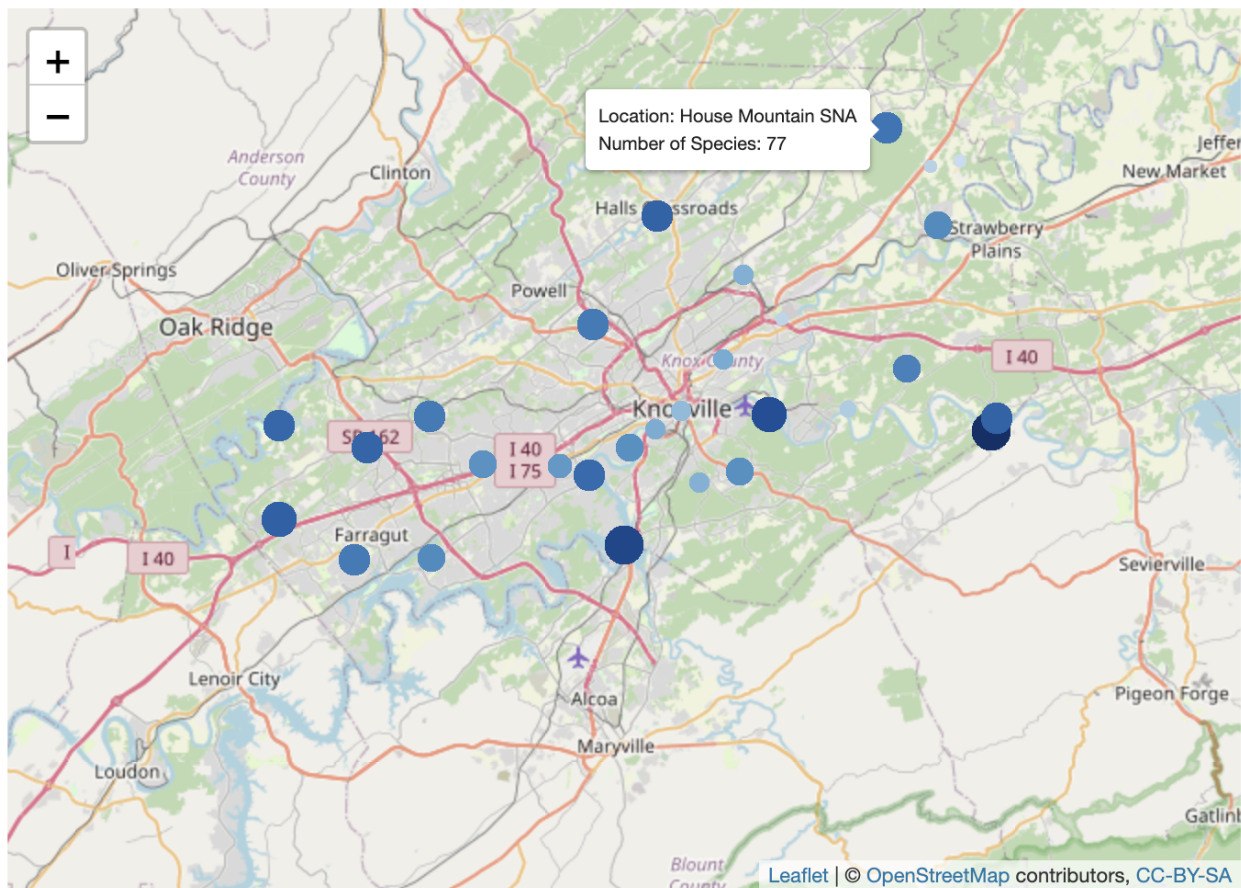 +
−
Location: House Mountain SNA
Number of Species: 77
Anderson
County
Clinton
Jeffer
New Market
Halls Crossroads
Strawberry
Plains
Oliver Springs
Powell
Oak Ridge
I 40
Knox County
Knoxville
SR 162
I 40
I 75
Farragut
I
I 40
Sevierville
Lenoir City
Alcoa
Pigeon Forge
Maryville
Loudon
Gatlinb
Blount
County
Leaflet | © OpenStreetMap contributors, CC-BY-SA